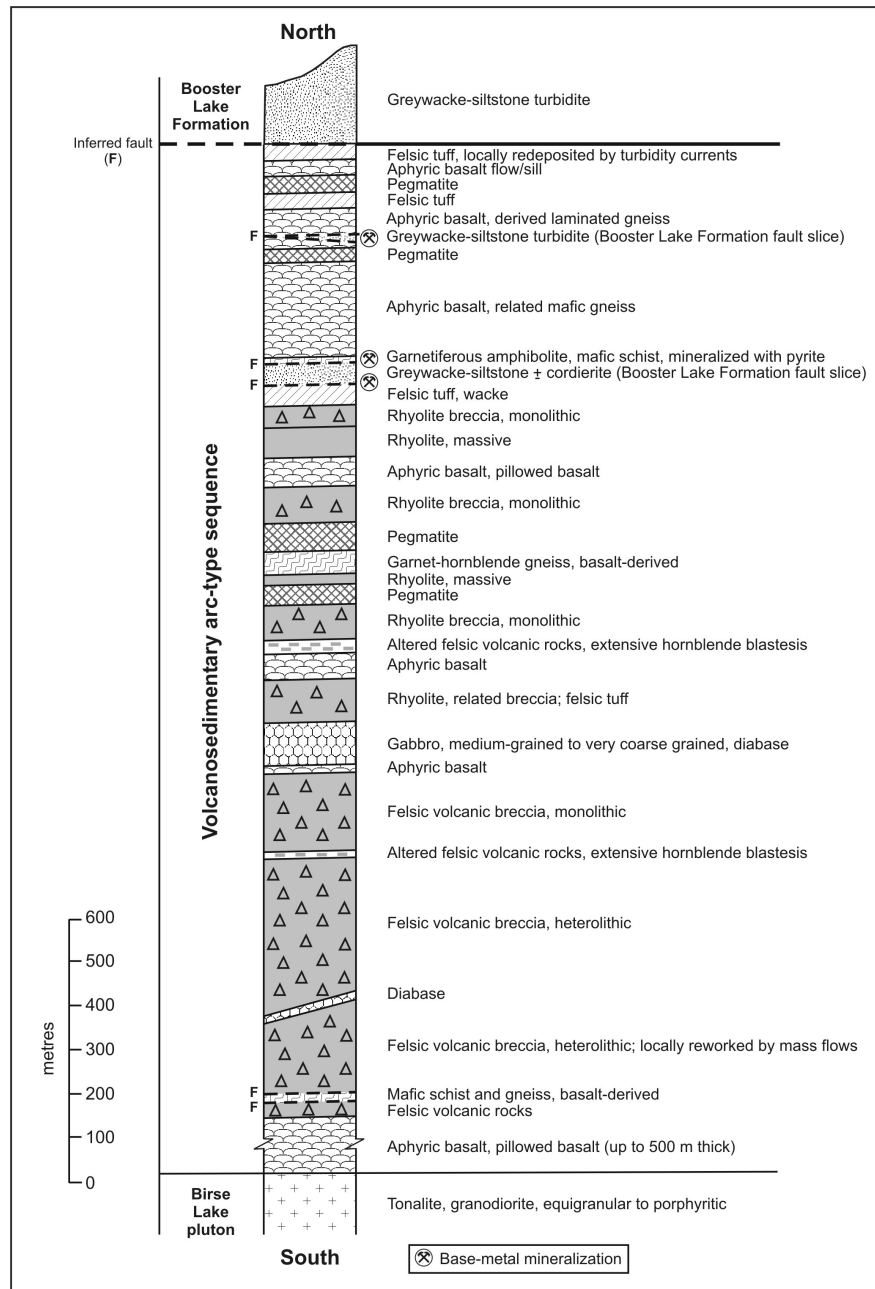 North
Booster
Lake
Formation
Greywacke-siltstone turbidite
Inferred fault
(F)
Felsic tuff, locally redeposited by turbidity currents
Aphyric basalt flow/sill
Pegmatite
Felsic tuff
Aphyric basalt, derived laminated gneiss
F
Greywacke-siltstone turbidite (Booster Lake Formation fault slice)
Pegmatite
Aphyric basalt, related mafic gneiss
Garnetiferous amphibolite, mafic schist, mineralized with pyrite
F
Greywacke-siltstone ± cordierite (Booster Lake Formation fault slice)
F
Felsic tuff, wacke
Rhyolite breccia, monolithic
Rhyolite, massive
Volcanosedimentary arc-type sequence
Aphyric basalt, pillowed basalt
Rhyolite breccia, monolithic
Pegmatite
Garnet-hornblende gneiss, basalt-derived
Rhyolite, massive
Pegmatite
Rhyolite breccia, monolithic
Altered felsic volcanic rocks, extensive hornblende blastesis
Aphyric basalt
Rhyolite, related breccia; felsic tuff
Gabbro, medium-grained to very coarse grained, diabase
Aphyric basalt
Felsic volcanic breccia, monolithic
Altered felsic volcanic rocks, extensive hornblende blastesis
600
Felsic volcanic breccia, heterolithic
500
Diabase
400
metres
300
Felsic volcanic breccia, heterolithic; locally reworked by mass flows
200
F
Mafic schist and gneiss, basalt-derived
F
Felsic volcanic rocks
100
Aphyric basalt, pillowed basalt (up to 500 m thick)
0
Birse
Lake
pluton
Tonalite, granodiorite, equigranular to porphyritic
South
Base-metal mineralization